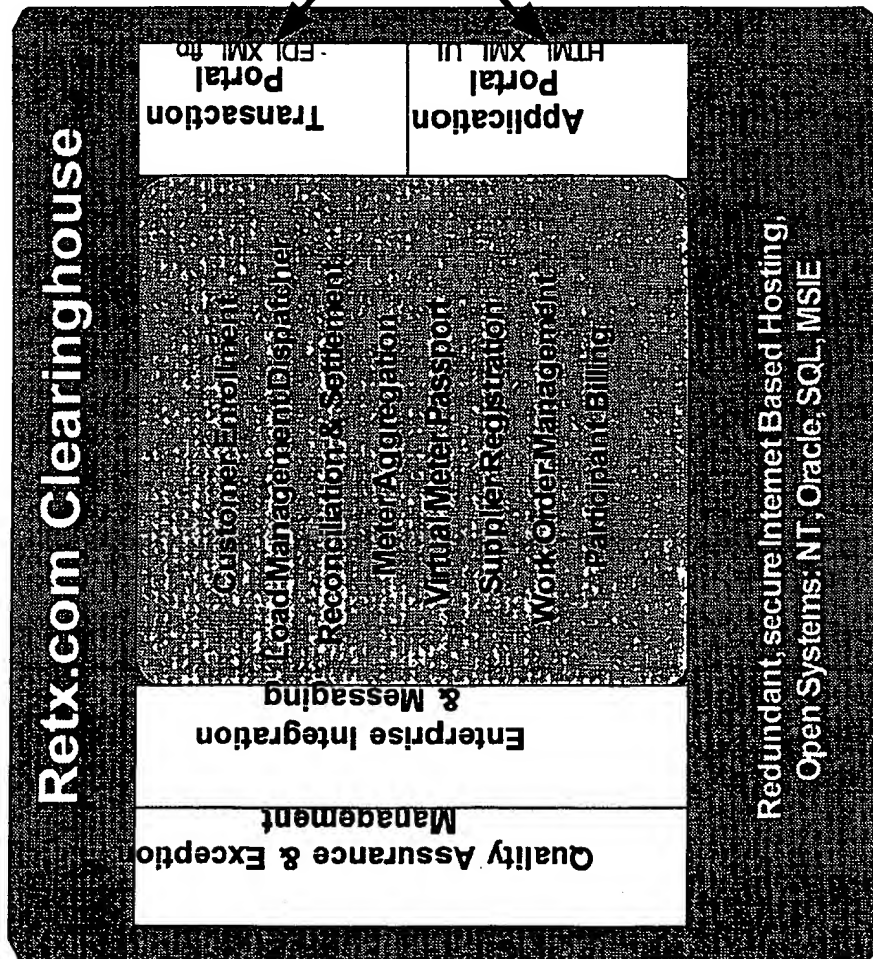 Retx.com Clearinghouse
Quality Assurance & Exceptio
Management
Enterprise Integration
& Messaging
Customer Enrollment
Load Management Dispatcher
Reconciliation & Settlement
Meter Aggregation
Virtual Meter Passport
Supplier Registration
Work Order Management
Participant Billing
Transaction
Portal
- EDI XML ftp
Application
Portal
HTML XML UI
Redundant, secure Internet Based Hosting,
Open Systems: NT, Oracle, SQL, MSIE